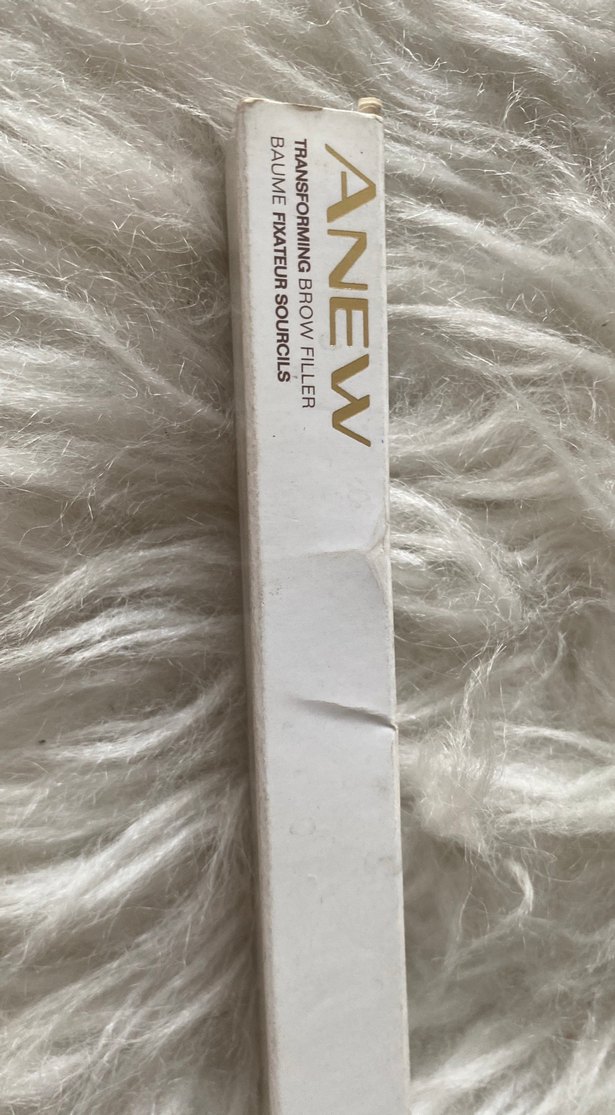 ANEW
TRANSFORMING BROW FILLER
BAUME FIXATEUR SOURCILS